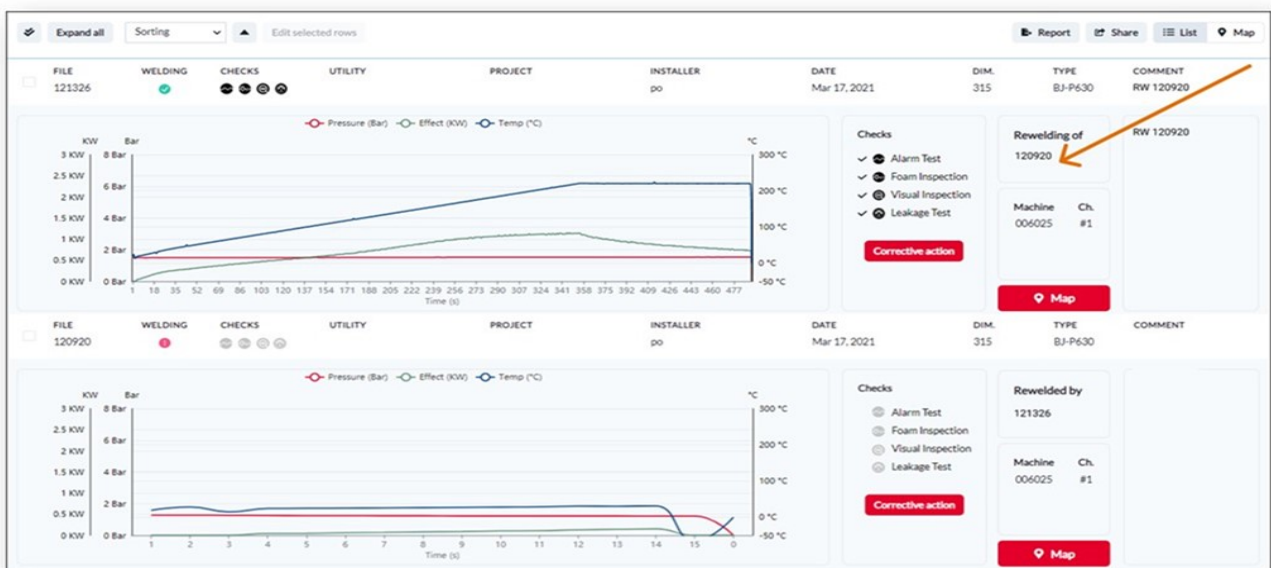 Expand all Sorting Edit selected rows Report Share List Map
FILE WELDING CHECKS UTILITY PROJECT INSTALLER DATE DIM. TYPE COMMENT
121326 po Mar 17, 2021 315 BJ-P630 RW 120920
Pressure (Bar) Effect (KW) Temp (°C)
KW Bar °C
3 KW 8 Bar 300 °C
2.5 KW
2 KW 6 Bar 200 °C
1.5 KW 4 Bar
1 KW 100 °C
0.5 KW 2 Bar 0 °C
0 KW 0 Bar -50 °C
1 18 35 52 69 86 103 120 137 154 171 188 205 222 239 256 273 290 307 324 341 358 375 392 409 426 443 460 477
Time (s)
Checks
Alarm Test
Foam Inspection
Visual Inspection
Leakage Test
Corrective action
Rewelding of
120920
Machine Ch.
006025 #1
Map
RW 120920
FILE WELDING CHECKS UTILITY PROJECT INSTALLER DATE DIM. TYPE COMMENT
120920 po Mar 17, 2021 315 BJ-P630
Pressure (Bar) Effect (KW) Temp (°C)
KW Bar °C
3 KW 8 Bar 300 °C
2.5 KW
2 KW 6 Bar 200 °C
1.5 KW 4 Bar
1 KW 100 °C
0.5 KW 2 Bar 0 °C
0 KW 0 Bar -50 °C
1 2 3 4 5 6 7 8 9 10 11 12 13 14 15 0
Time (s)
Checks
Alarm Test
Foam Inspection
Visual Inspection
Leakage Test
Corrective action
Rewelded by
121326
Machine Ch.
006025 #1
Map